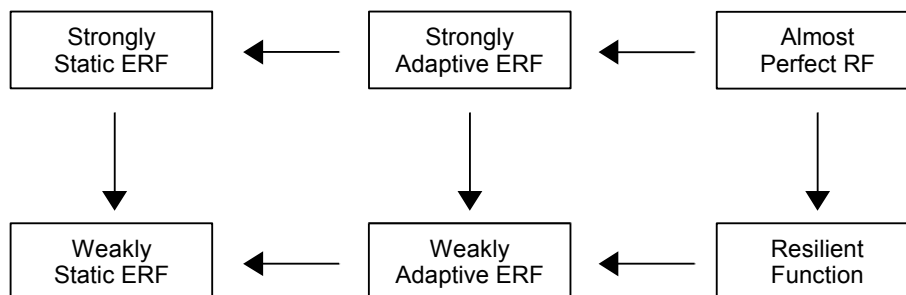 Strongly
Static ERF
Strongly
Adaptive ERF
Almost
Perfect RF
Weakly
Static ERF
Weakly
Adaptive ERF
Resilient
Function